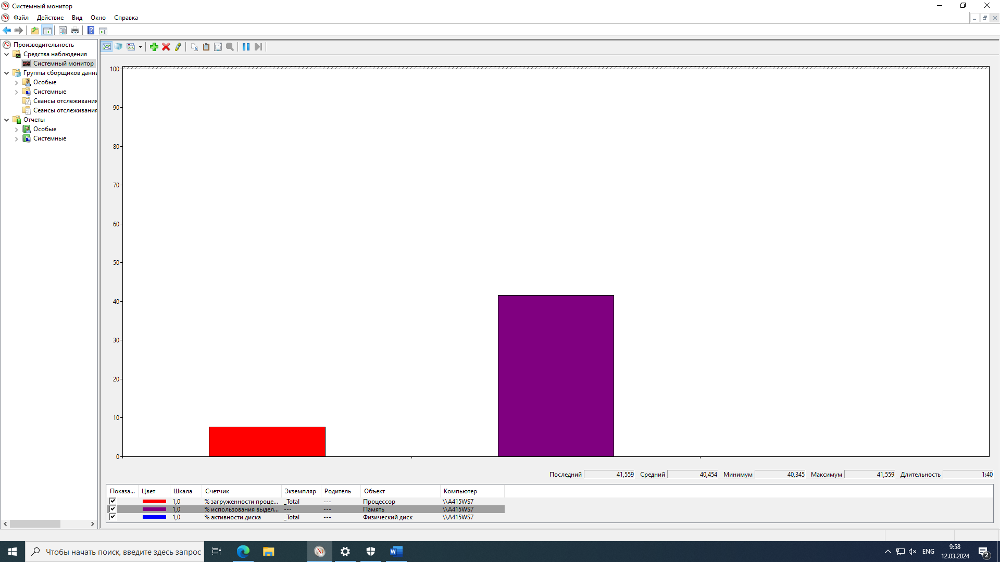 Системный монитор
Файл Действие Вид Окно Справка
Производительность
Средства наблюдения
Системный монитор
Группы сборщиков данн
Особые
Системные
Сеансы отслеживания
Сеансы отслеживания
Отчеты
Особые
Системные
100
90
80
70
60
50
40
30
20
10
0
Последний 41,559 Средний 40,454 Минимум 40,345 Максимум 41,559 Длительность 1:40
Показа... Цвет Шкала Счетчик Экземпляр Родитель Объект Компьютер
1,0 % загруженности проце... _Total --- Процессор \\A415WS7
1,0 % использования выдел... --- --- Память \\A415WS7
1,0 % активности диска _Total --- Физический диск \\A415WS7
Чтобы начать поиск, введите здесь запрос
ENG
9:58
12.03.2024
2